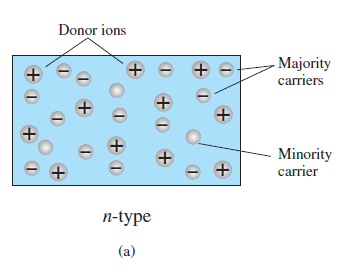 Donor ions
Majority
carriers
Minority
carrier
n-type
(a)